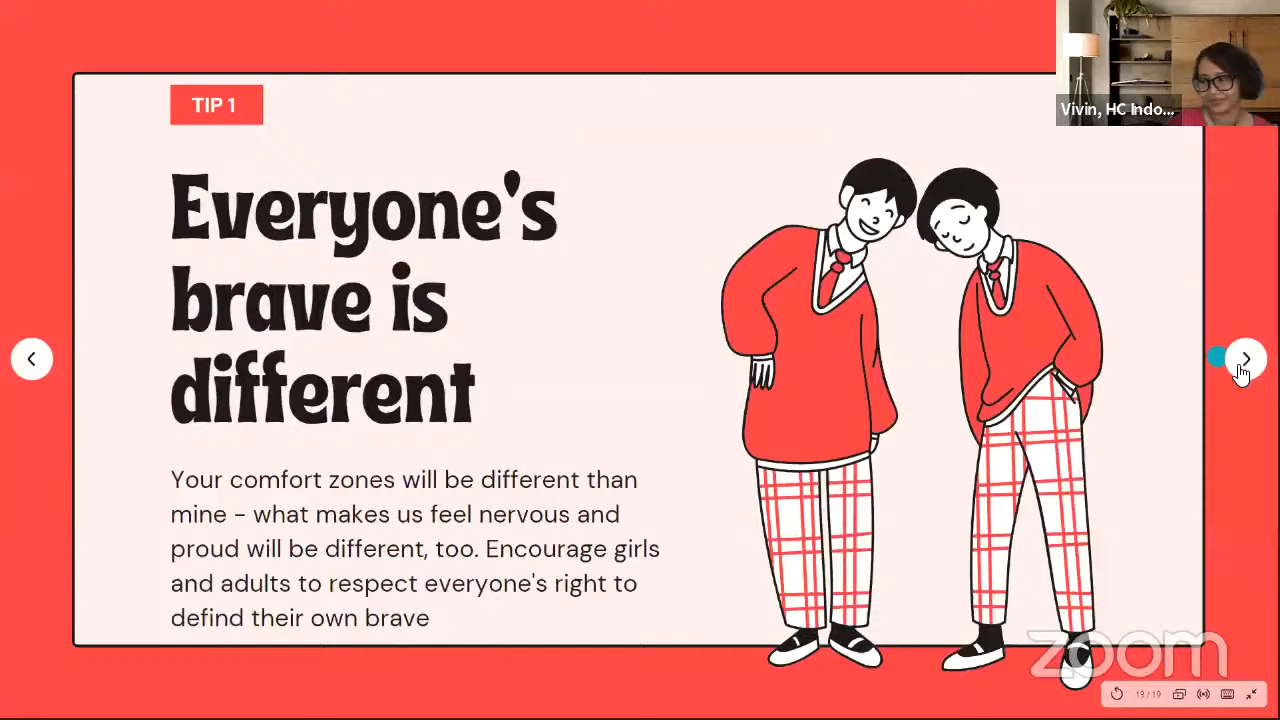 TIP 1
Vivin, HC Indo...
Everyone's
brave is
different
Your comfort zones will be different than
mine - what makes us feel nervous and
proud will be different, too. Encourage girls
and adults to respect everyone's right to
defind their own brave
zoom
13 / 19